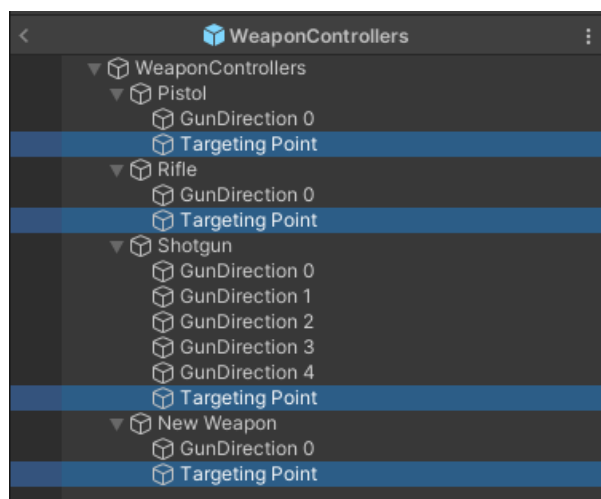 WeaponControllers
WeaponControllers
Pistol
GunDirection 0
Targeting Point
Rifle
GunDirection 0
Targeting Point
Shotgun
GunDirection 0
GunDirection 1
GunDirection 2
GunDirection 3
GunDirection 4
Targeting Point
New Weapon
GunDirection 0
Targeting Point